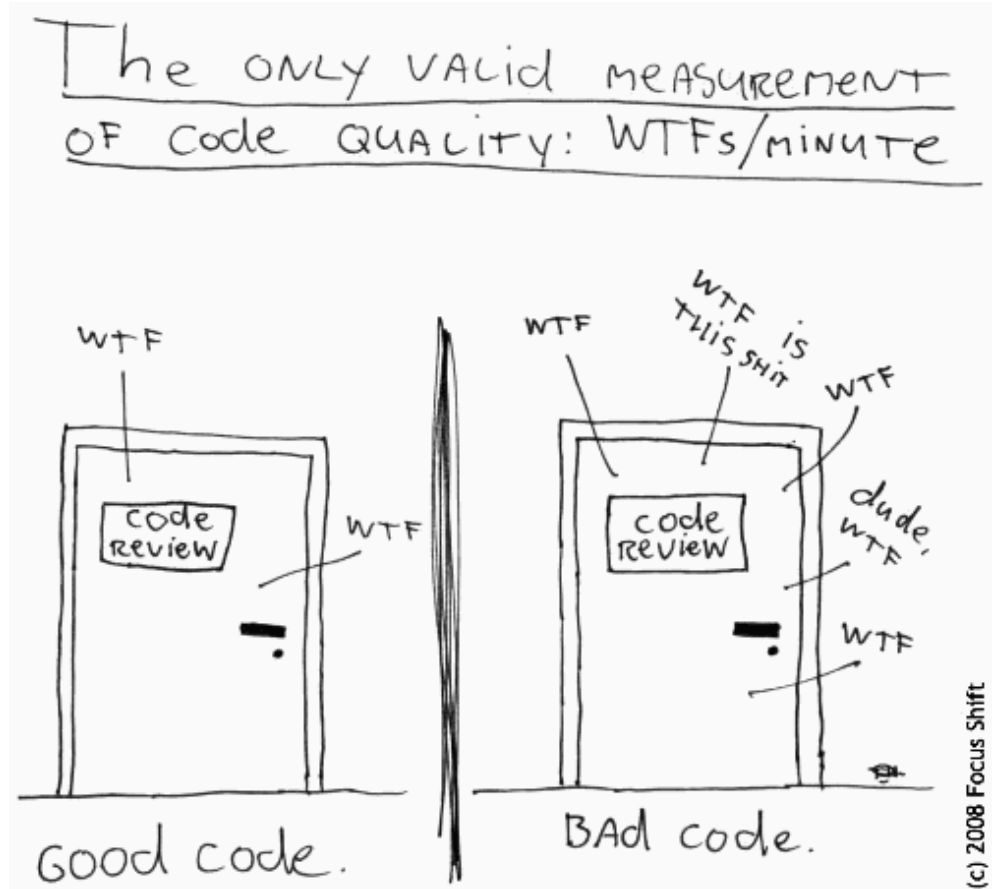 The ONLY VALid MEASUREMENT
OF Code QUALITY: WTFs/MINUTE
WTF
code
REVIEW
WTF
GOOD code.
WTF
WTF is
THIS SHIT
WTF
code
REVIEW
dude,
WTF
WTF
BAd code.
(c) 2008 Focus Shift